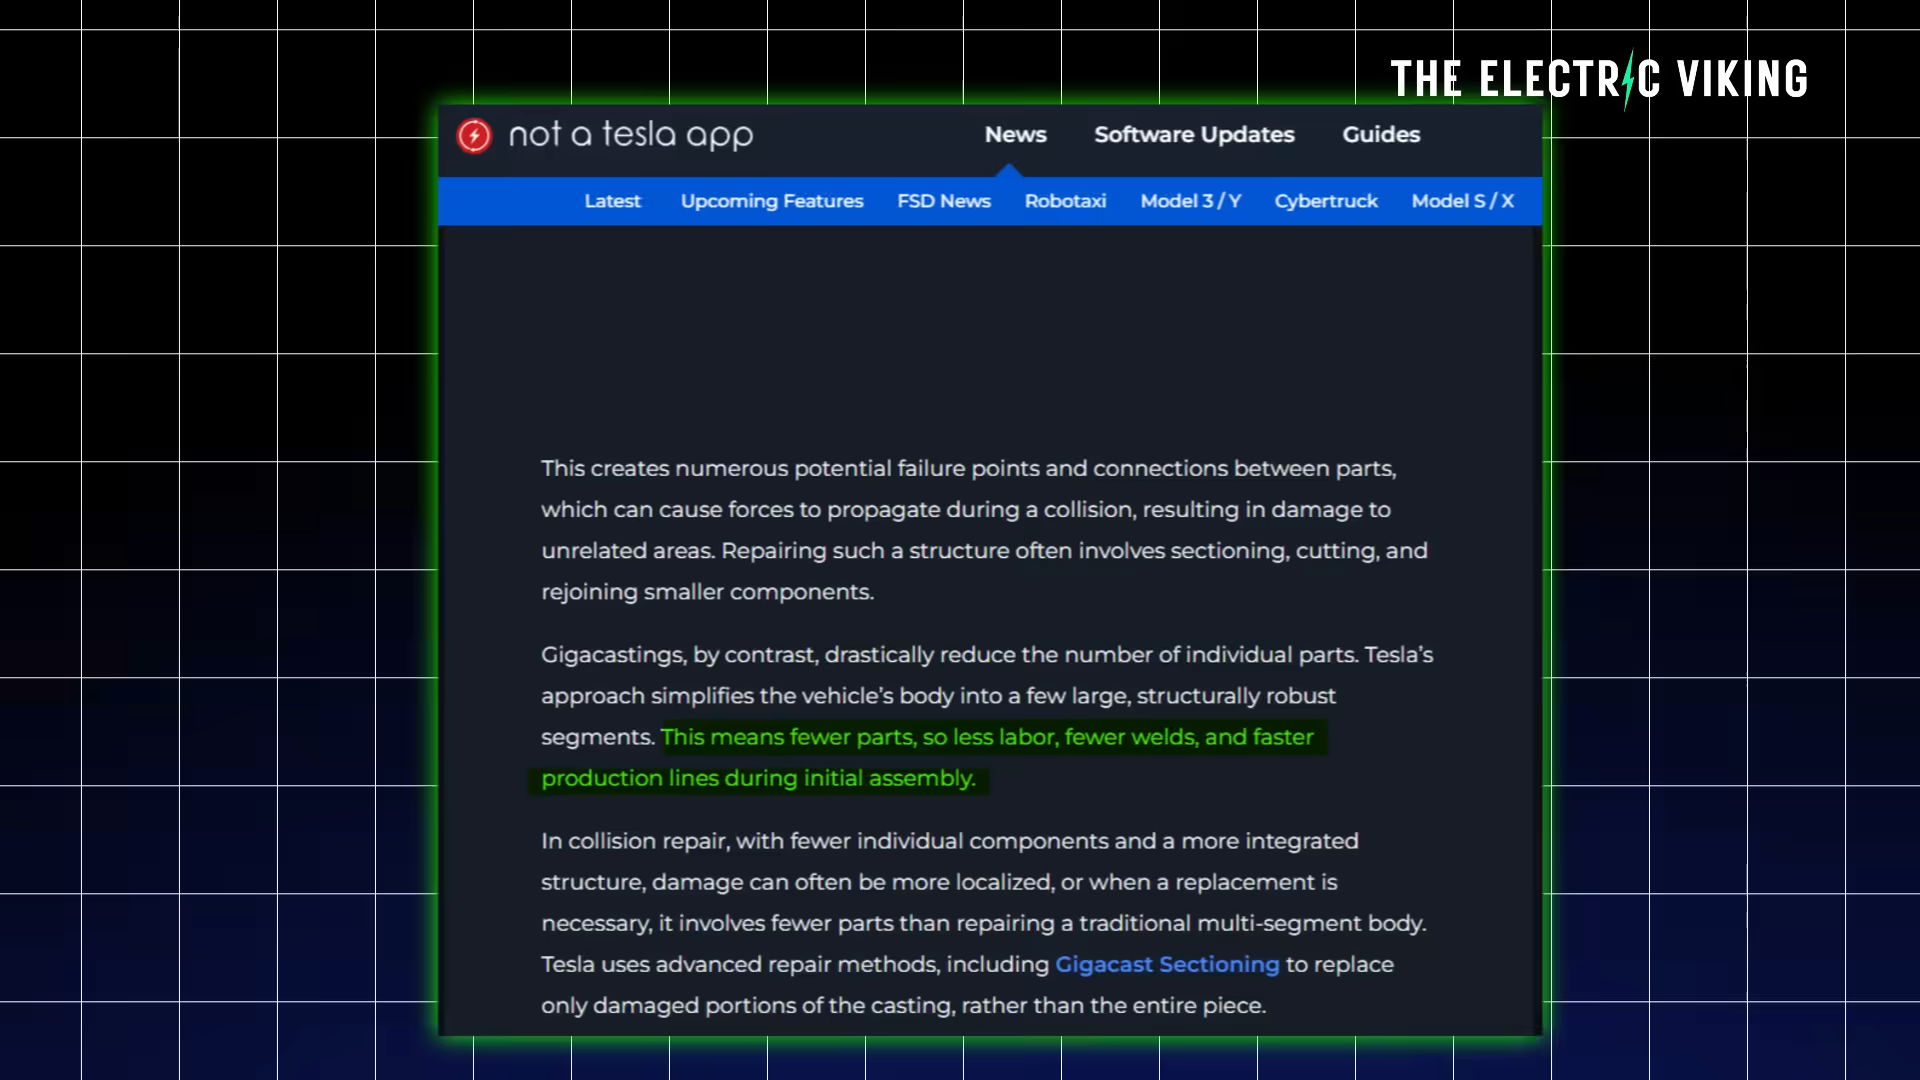 THE ELECTRIC VIKING
not a tesla app
News Software Updates Guides
Latest Upcoming Features FSD News Robotaxi Model 3 / Y Cybertruck Model S / X
This creates numerous potential failure points and connections between parts,
which can cause forces to propagate during a collision, resulting in damage to
unrelated areas. Repairing such a structure often involves sectioning, cutting, and
rejoining smaller components.
Gigacastings, by contrast, drastically reduce the number of individual parts. Tesla’s
approach simplifies the vehicle’s body into a few large, structurally robust
segments. This means fewer parts, so less labor, fewer welds, and faster
production lines during initial assembly.
In collision repair, with fewer individual components and a more integrated
structure, damage can often be more localized, or when a replacement is
necessary, it involves fewer parts than repairing a traditional multi-segment body.
Tesla uses advanced repair methods, including Gigacast Sectioning to replace
only damaged portions of the casting, rather than the entire piece.